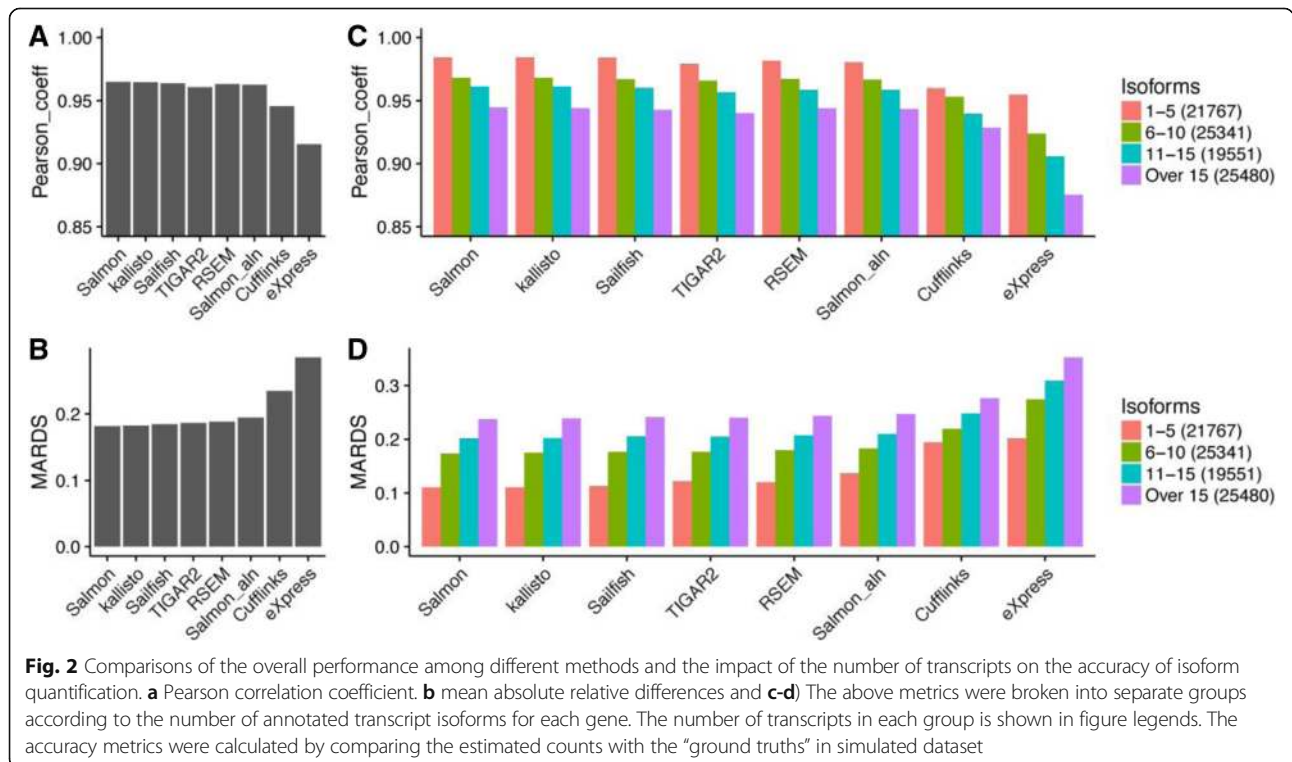 A
1.00
0.95
0.90
0.85
Pearson_coeff
Salmon
kallisto
Sailfish
TIGAR2
RSEM
Salmon_aln
Cufflinks
eXpress
C
1.00
0.95
0.90
0.85
Pearson_coeff
Salmon
kallisto
Sailfish
TIGAR2
RSEM
Salmon_aln
Cufflinks
eXpress
Isoforms
1–5 (21767)
6–10 (25341)
11–15 (19551)
Over 15 (25480)
B
0.2
0.1
0.0
MARDS
Salmon
kallisto
Sailfish
TIGAR2
RSEM
Salmon_aln
Cufflinks
eXpress
D
0.3
0.2
0.1
0.0
MARDS
Salmon
kallisto
Sailfish
TIGAR2
RSEM
Salmon_aln
Cufflinks
eXpress
Isoforms
1–5 (21767)
6–10 (25341)
11–15 (19551)
Over 15 (25480)
Fig. 2 Comparisons of the overall performance among different methods and the impact of the number of transcripts on the accuracy of isoform
quantification. a Pearson correlation coefficient. b mean absolute relative differences and c-d) The above metrics were broken into separate groups
according to the number of annotated transcript isoforms for each gene. The number of transcripts in each group is shown in figure legends. The
accuracy metrics were calculated by comparing the estimated counts with the “ground truths” in simulated dataset